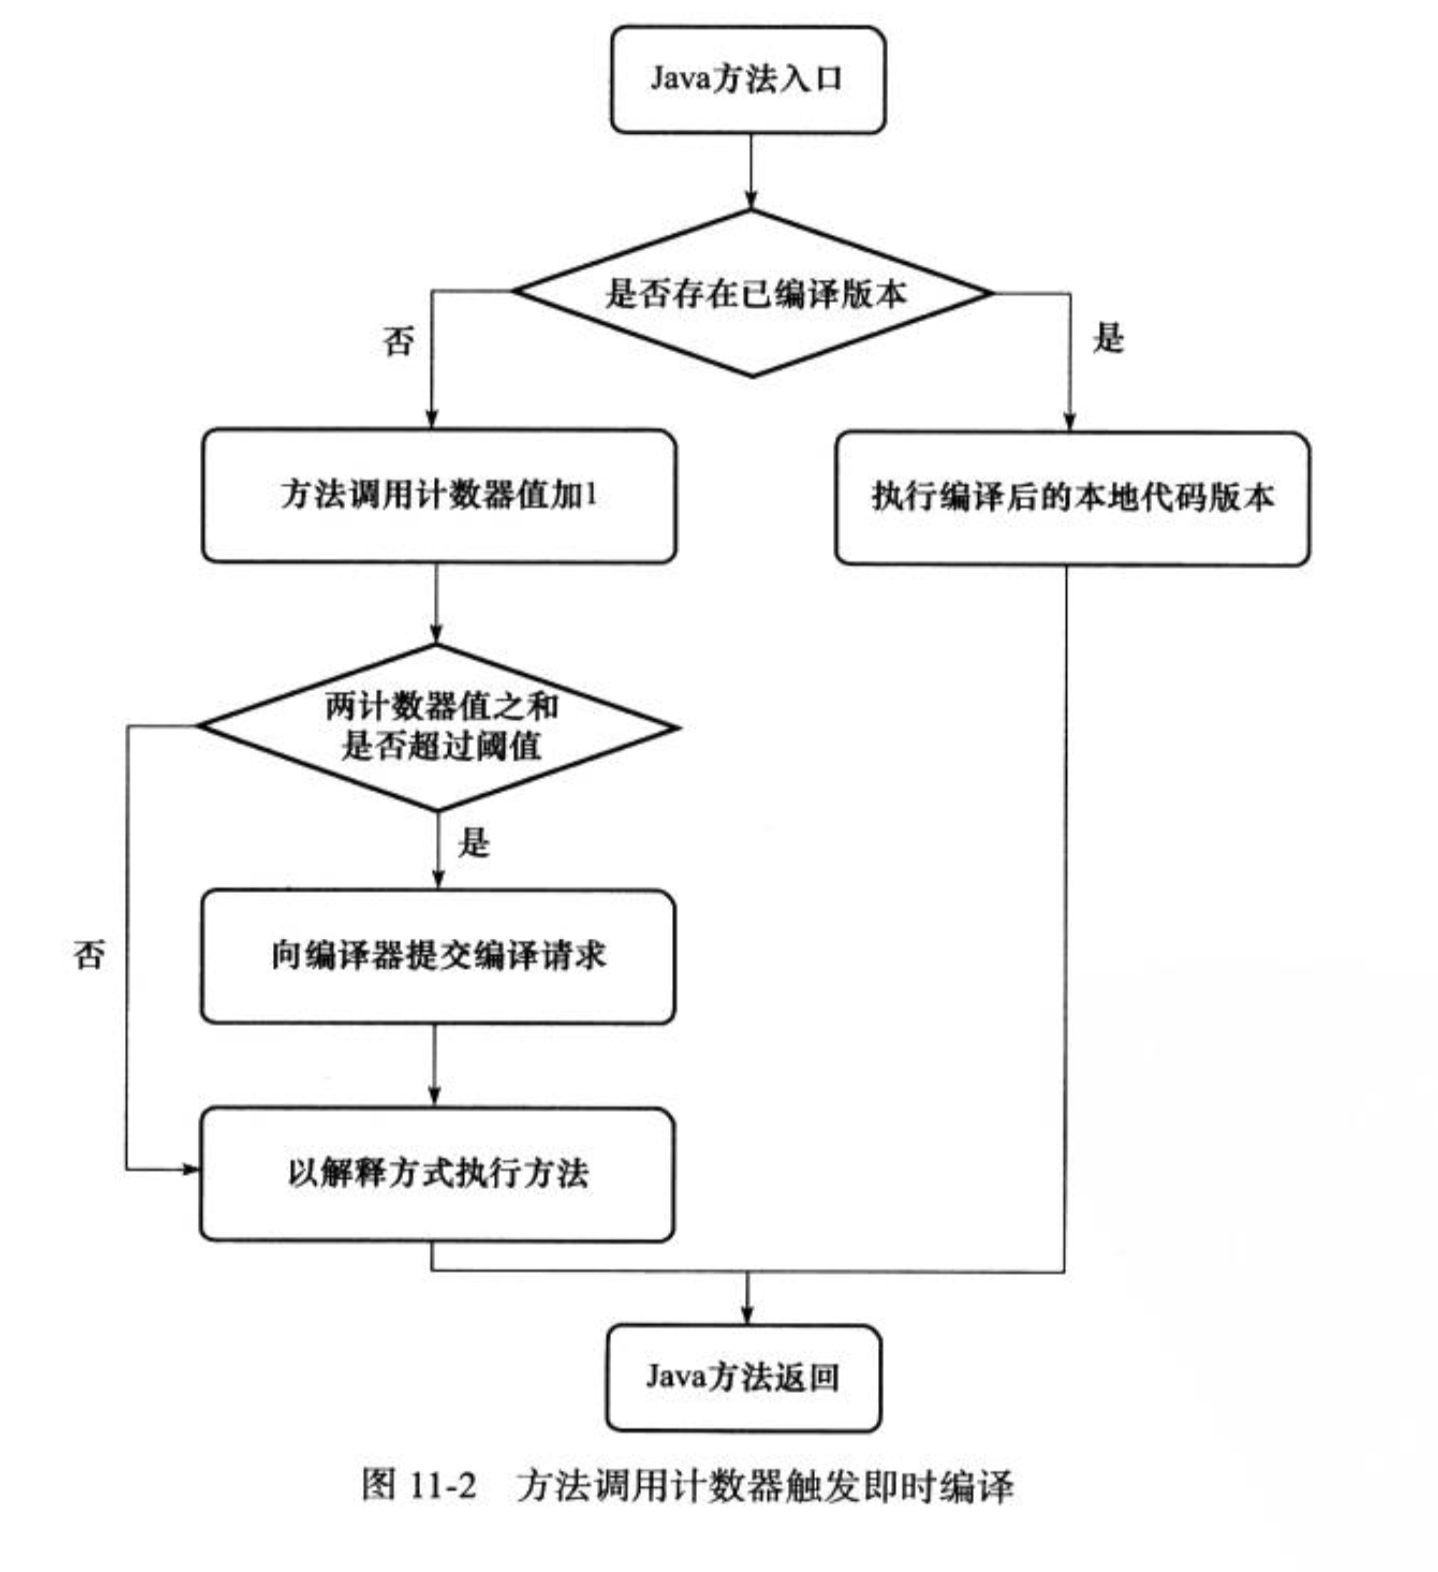 Java方法入口
是否存在已编译版本
否
是
方法调用计数器值加1
执行编译后的本地代码版本
两计数器值之和
是否超过阈值
是
向编译器提交编译请求
否
以解释方式执行方法
Java方法返回
图 11-2 方法调用计数器触发即时编译